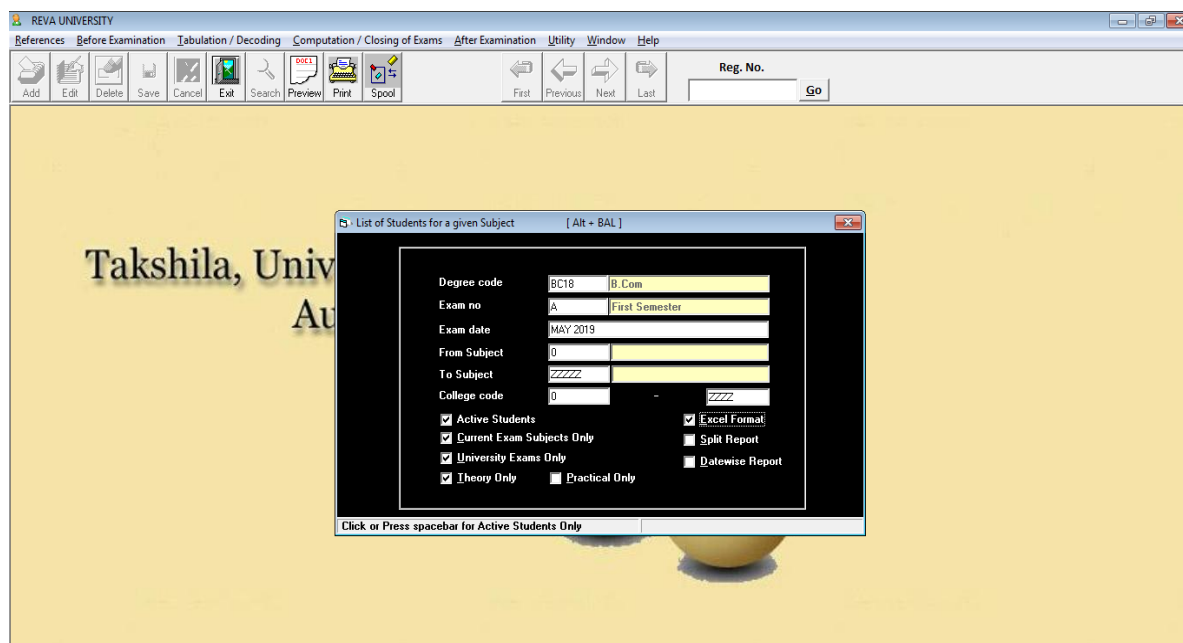 REVA UNIVERSITY
References Before Examination Tabulation / Decoding Computation / Closing of Exams After Examination Utility Window Help
DOC1
Add Edit Delete Save Cancel Exit Search Preview Print Spool First Previous Next Last
Reg. No.
Go
Takshila, Univ
Au
List of Students for a given Subject [ Alt + BAL ]
Degree code BC18 B.Com
Exam no A First Semester
Exam date MAY 2019
From Subject 0
To Subject ZZZZZ
College code 0 - ZZZZ
Active Students Excel Format
Current Exam Subjects Only Split Report
University Exams Only Datewise Report
Theory Only Practical Only
Click or Press spacebar for Active Students Only